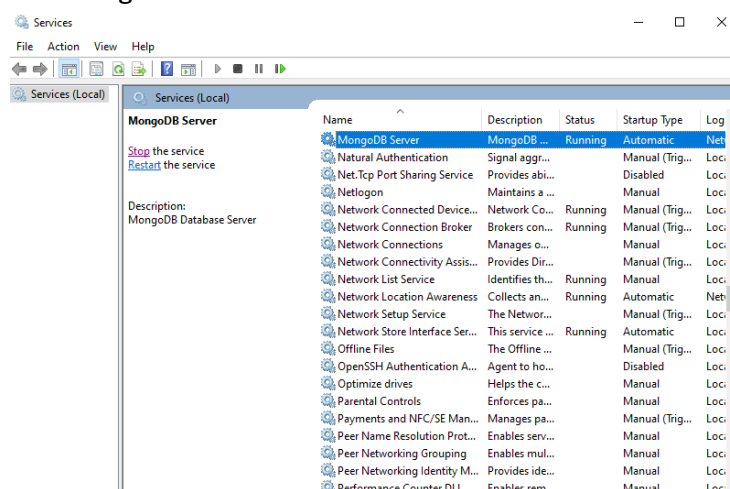 Services
File Action View Help
Services (Local)
Services (Local)
MongoDB Server
Stop the service
Restart the service
Description:
MongoDB Database Server
Name Description Status Startup Type Log
MongoDB Server MongoDB ... Running Automatic Net
Natural Authentication Signal aggr... Manual (Trig... Loca
Net.Tcp Port Sharing Service Provides abi... Disabled Loca
Netlogon Maintains a ... Manual Loca
Network Connected Device... Network Co... Running Manual (Trig... Loca
Network Connection Broker Brokers con... Running Manual (Trig... Loca
Network Connections Manages o... Manual Loca
Network Connectivity Assis... Provides Dir... Manual (Trig... Loca
Network List Service Identifies th... Running Manual Loca
Network Location Awareness Collects an... Running Automatic Net
Network Setup Service The Networ... Manual (Trig... Loca
Network Store Interface Ser... This service ... Running Automatic Loca
Offline Files The Offline ... Manual (Trig... Loca
OpenSSH Authentication A... Agent to ho... Disabled Loca
Optimize drives Helps the c... Manual Loca
Parental Controls Enforces pa... Manual Loca
Payments and NFC/SE Man... Manages pa... Manual (Trig... Loca
Peer Name Resolution Prot... Enables serv... Manual Loca
Peer Networking Grouping Enables mul... Manual Loca
Peer Networking Identity M... Provides ide... Manual Loca
Performance Counter DLL Enables rem... Manual Loca